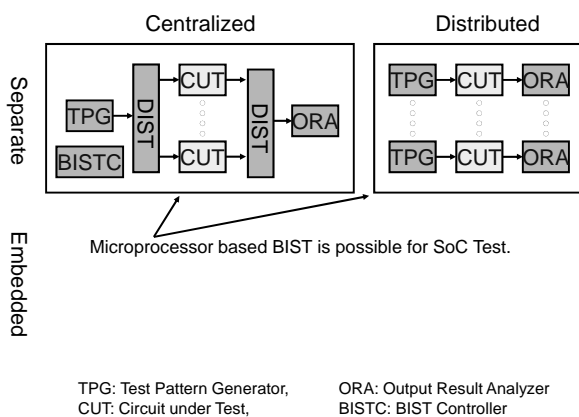 Centralized
Distributed
Separate
TPG
BISTC
DIST
CUT
CUT
DIST
ORA
TPG
CUT
ORA
TPG
CUT
ORA
Embedded
Microprocessor based BIST is possible for SoC Test.
TPG: Test Pattern Generator,
ORA: Output Result Analyzer
CUT: Circuit under Test,
BISTC: BIST Controller